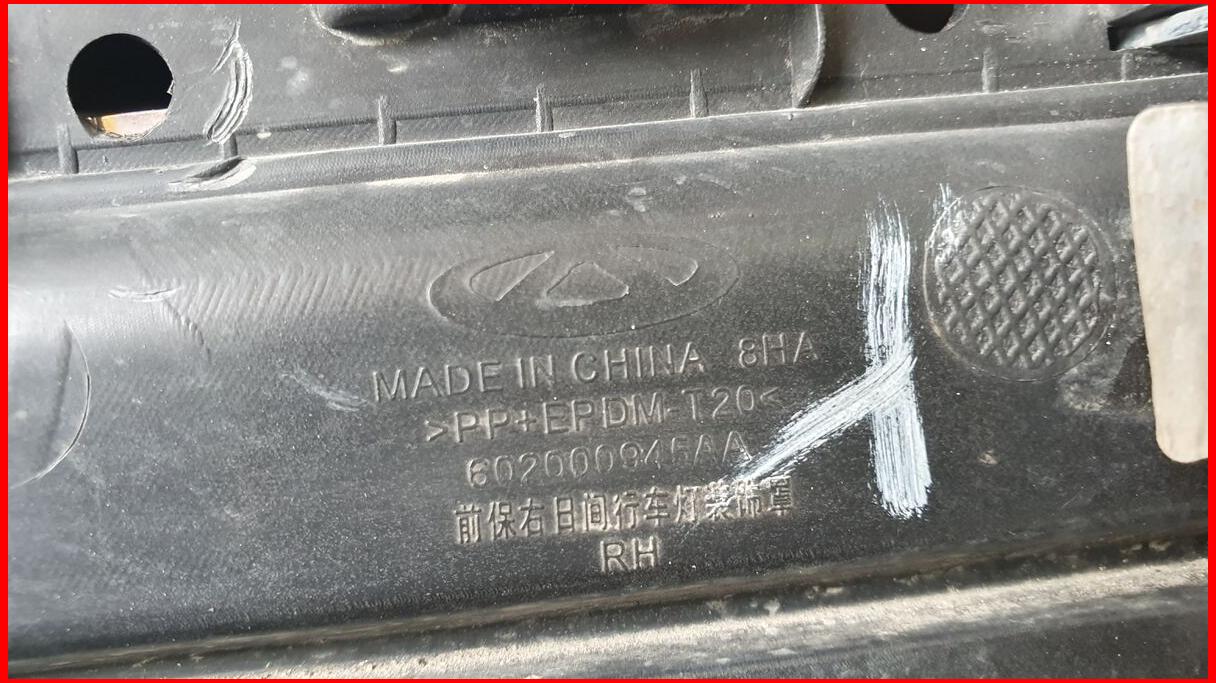 MADE IN CHINA 8HA
>PP+EPDM-T20<
602000945AA
前保右日间行车灯装饰罩
RH